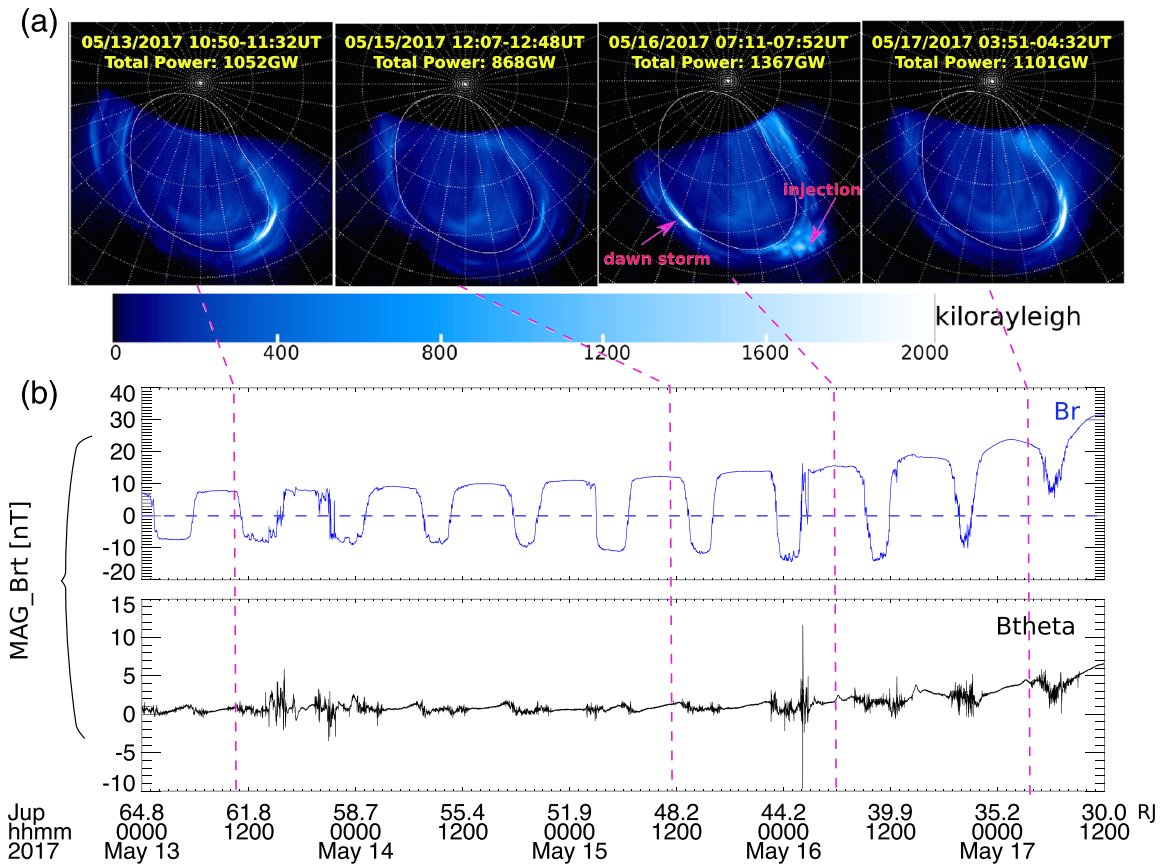 (a)
05/13/2017 10:50-11:32UT
Total Power: 1052GW
05/15/2017 12:07-12:48UT
Total Power: 868GW
05/16/2017 07:11-07:52UT
Total Power: 1367GW
05/17/2017 03:51-04:32UT
Total Power: 1101GW
injection
dawn storm
kilorayleigh
0 400 800 1200 1600 2000
(b)
MAG_Brt [nT]
40
30
20
10
0
-10
-20
Br
15
10
5
0
-5
-10
Btheta
Jup 64.8 61.8 58.7 55.4 51.9 48.2 44.2 39.9 35.2 30.0 RJ
hhmm 0000 1200 0000 1200 0000 1200 0000 1200 0000 1200
2017 May 13 May 14 May 15 May 16 May 17